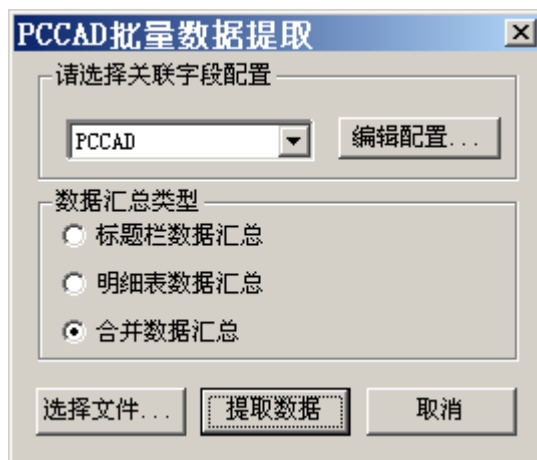 PCCAD批量数据提取
请选择关联字段配置
PCCAD
编辑配置...
数据汇总类型
标题栏数据汇总
明细表数据汇总
合并数据汇总
选择文件... 提取数据 取消